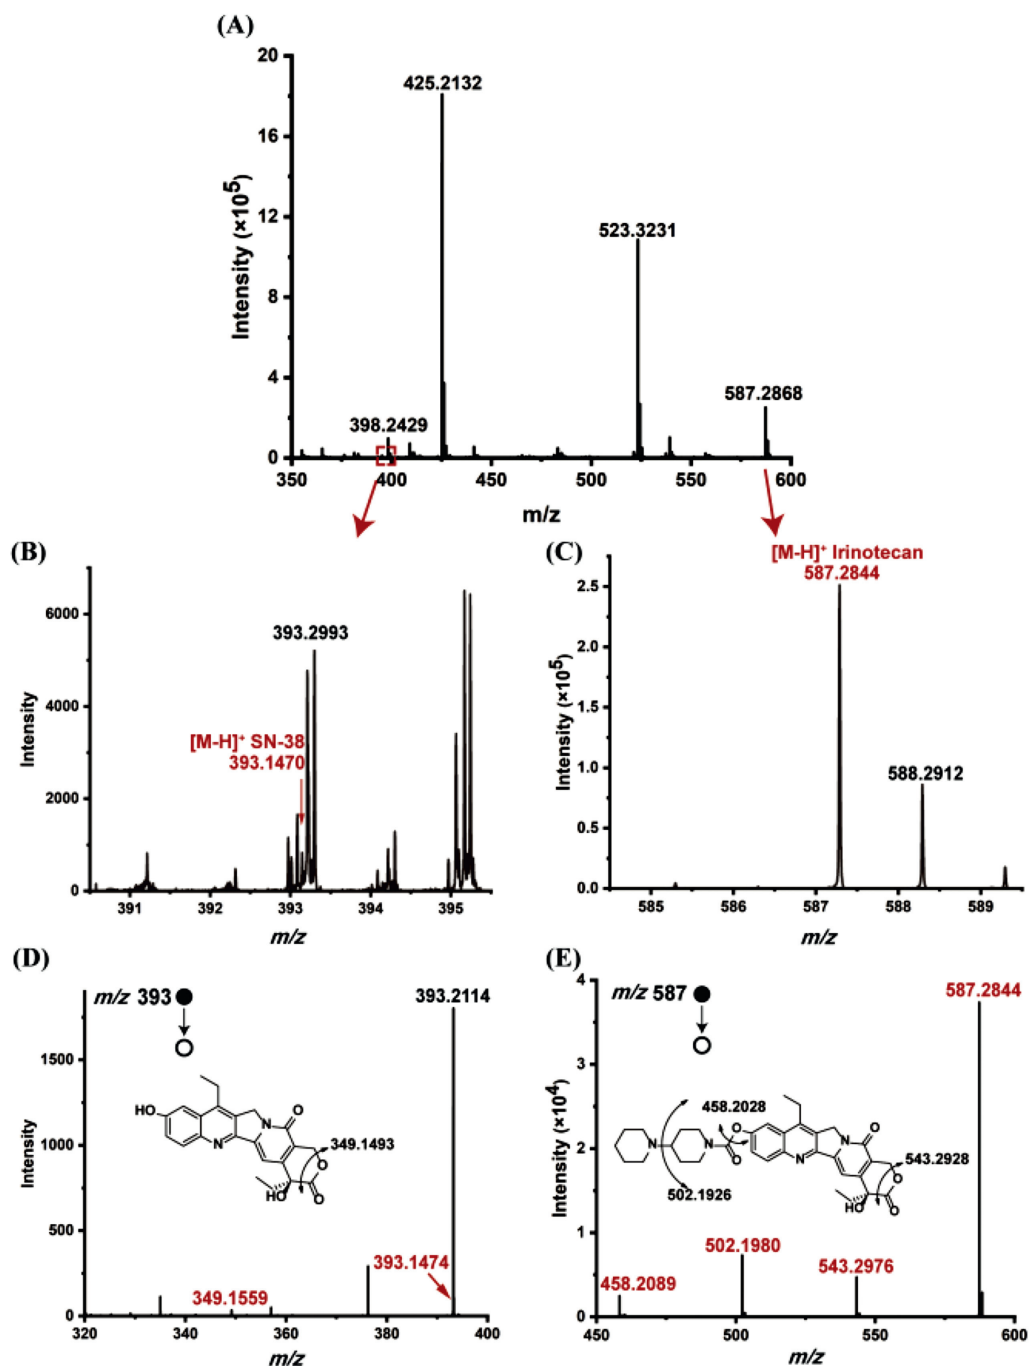 (A)
Intensity (×10⁵)
20
16
12
8
4
0
425.2132
523.3231
587.2868
398.2429
350 400 450 500 550 600
m/z
(B)
Intensity
6000
4000
2000
0
393.2993
[M-H]⁺ SN-38
393.1470
391 392 393 394 395
m/z
(C)
[M-H]⁺ Irinotecan
587.2844
Intensity (×10⁵)
2.5
2.0
1.5
1.0
0.5
0.0
588.2912
585 586 587 588 589
m/z
(D)
m/z 393
393.2114
Intensity
1500
1000
500
0
HO
N
N
O
O
O
HO
349.1493
393.1474
349.1559
320 340 360 380 400
m/z
(E)
m/z 587
587.2844
Intensity (×10⁴)
4
3
2
1
0
458.2028
N
N
O
O
N
N
O
O
O
HO
543.2928
502.1926
502.1980
543.2976
458.2089
450 500 550 600
m/z